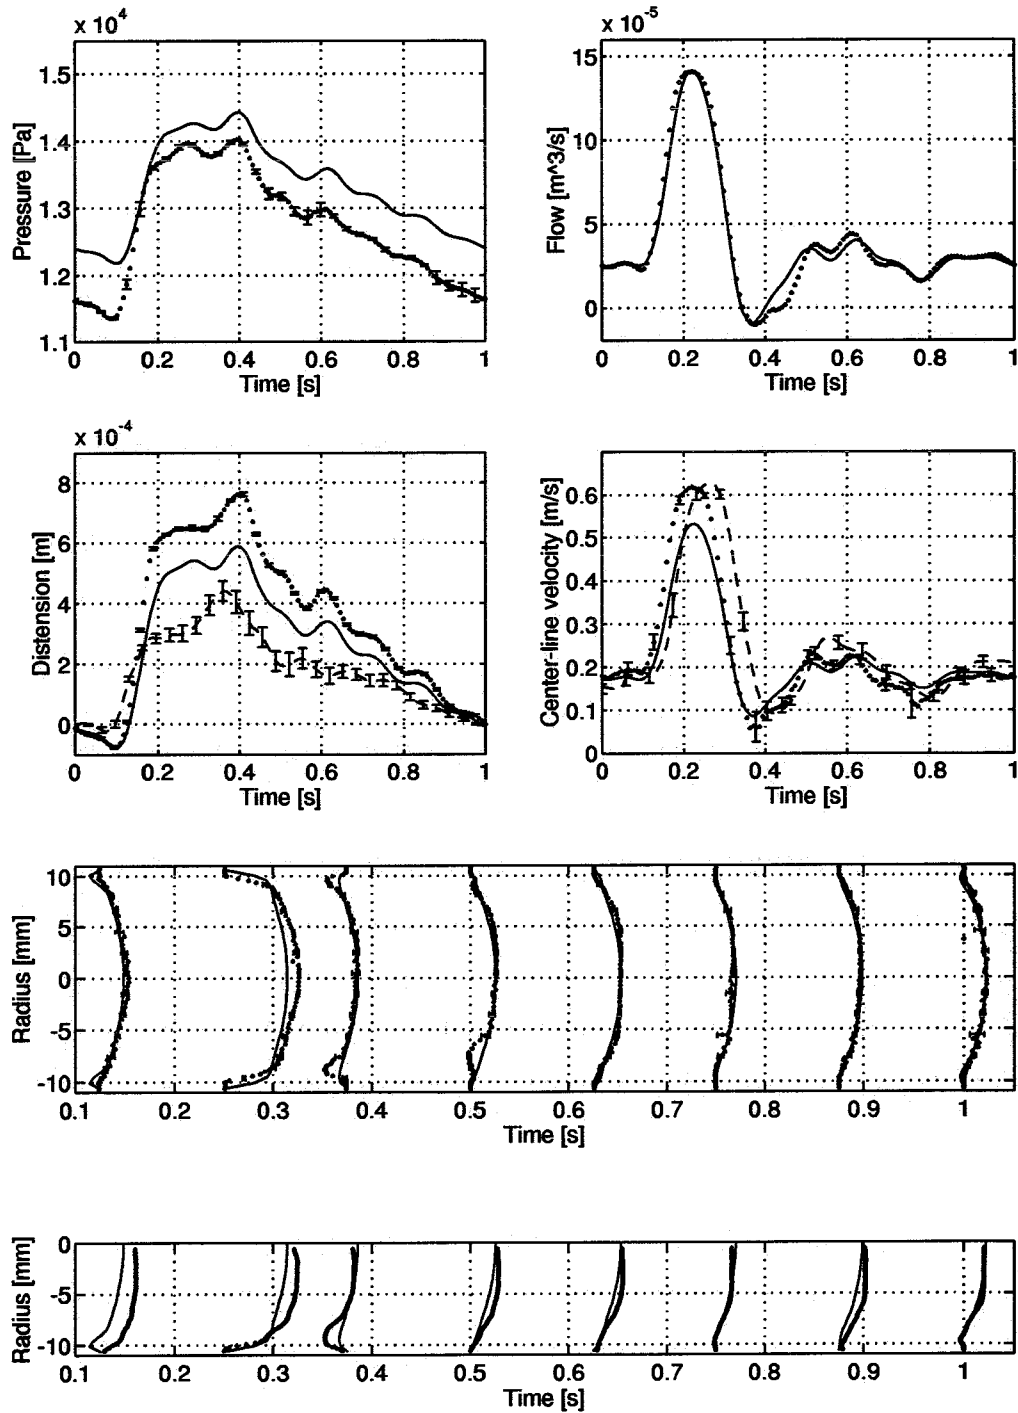 x 10^4
Pressure [Pa]
1.5
1.4
1.3
1.2
1.1
0 0.2 0.4 0.6 0.8 1
Time [s]
x 10^-5
Flow [m^3/s]
15
10
5
0
0 0.2 0.4 0.6 0.8 1
Time [s]
x 10^-4
Distension [m]
8
6
4
2
0
0 0.2 0.4 0.6 0.8 1
Time [s]
Center-line velocity [m/s]
0.6
0.5
0.4
0.3
0.2
0.1
0
0 0.2 0.4 0.6 0.8 1
Time [s]
Radius [mm]
10
5
0
-5
-10
0.1 0.2 0.3 0.4 0.5 0.6 0.7 0.8 0.9 1
Time [s]
Radius [mm]
0
-5
-10
0.1 0.2 0.3 0.4 0.5 0.6 0.7 0.8 0.9 1
Time [s]